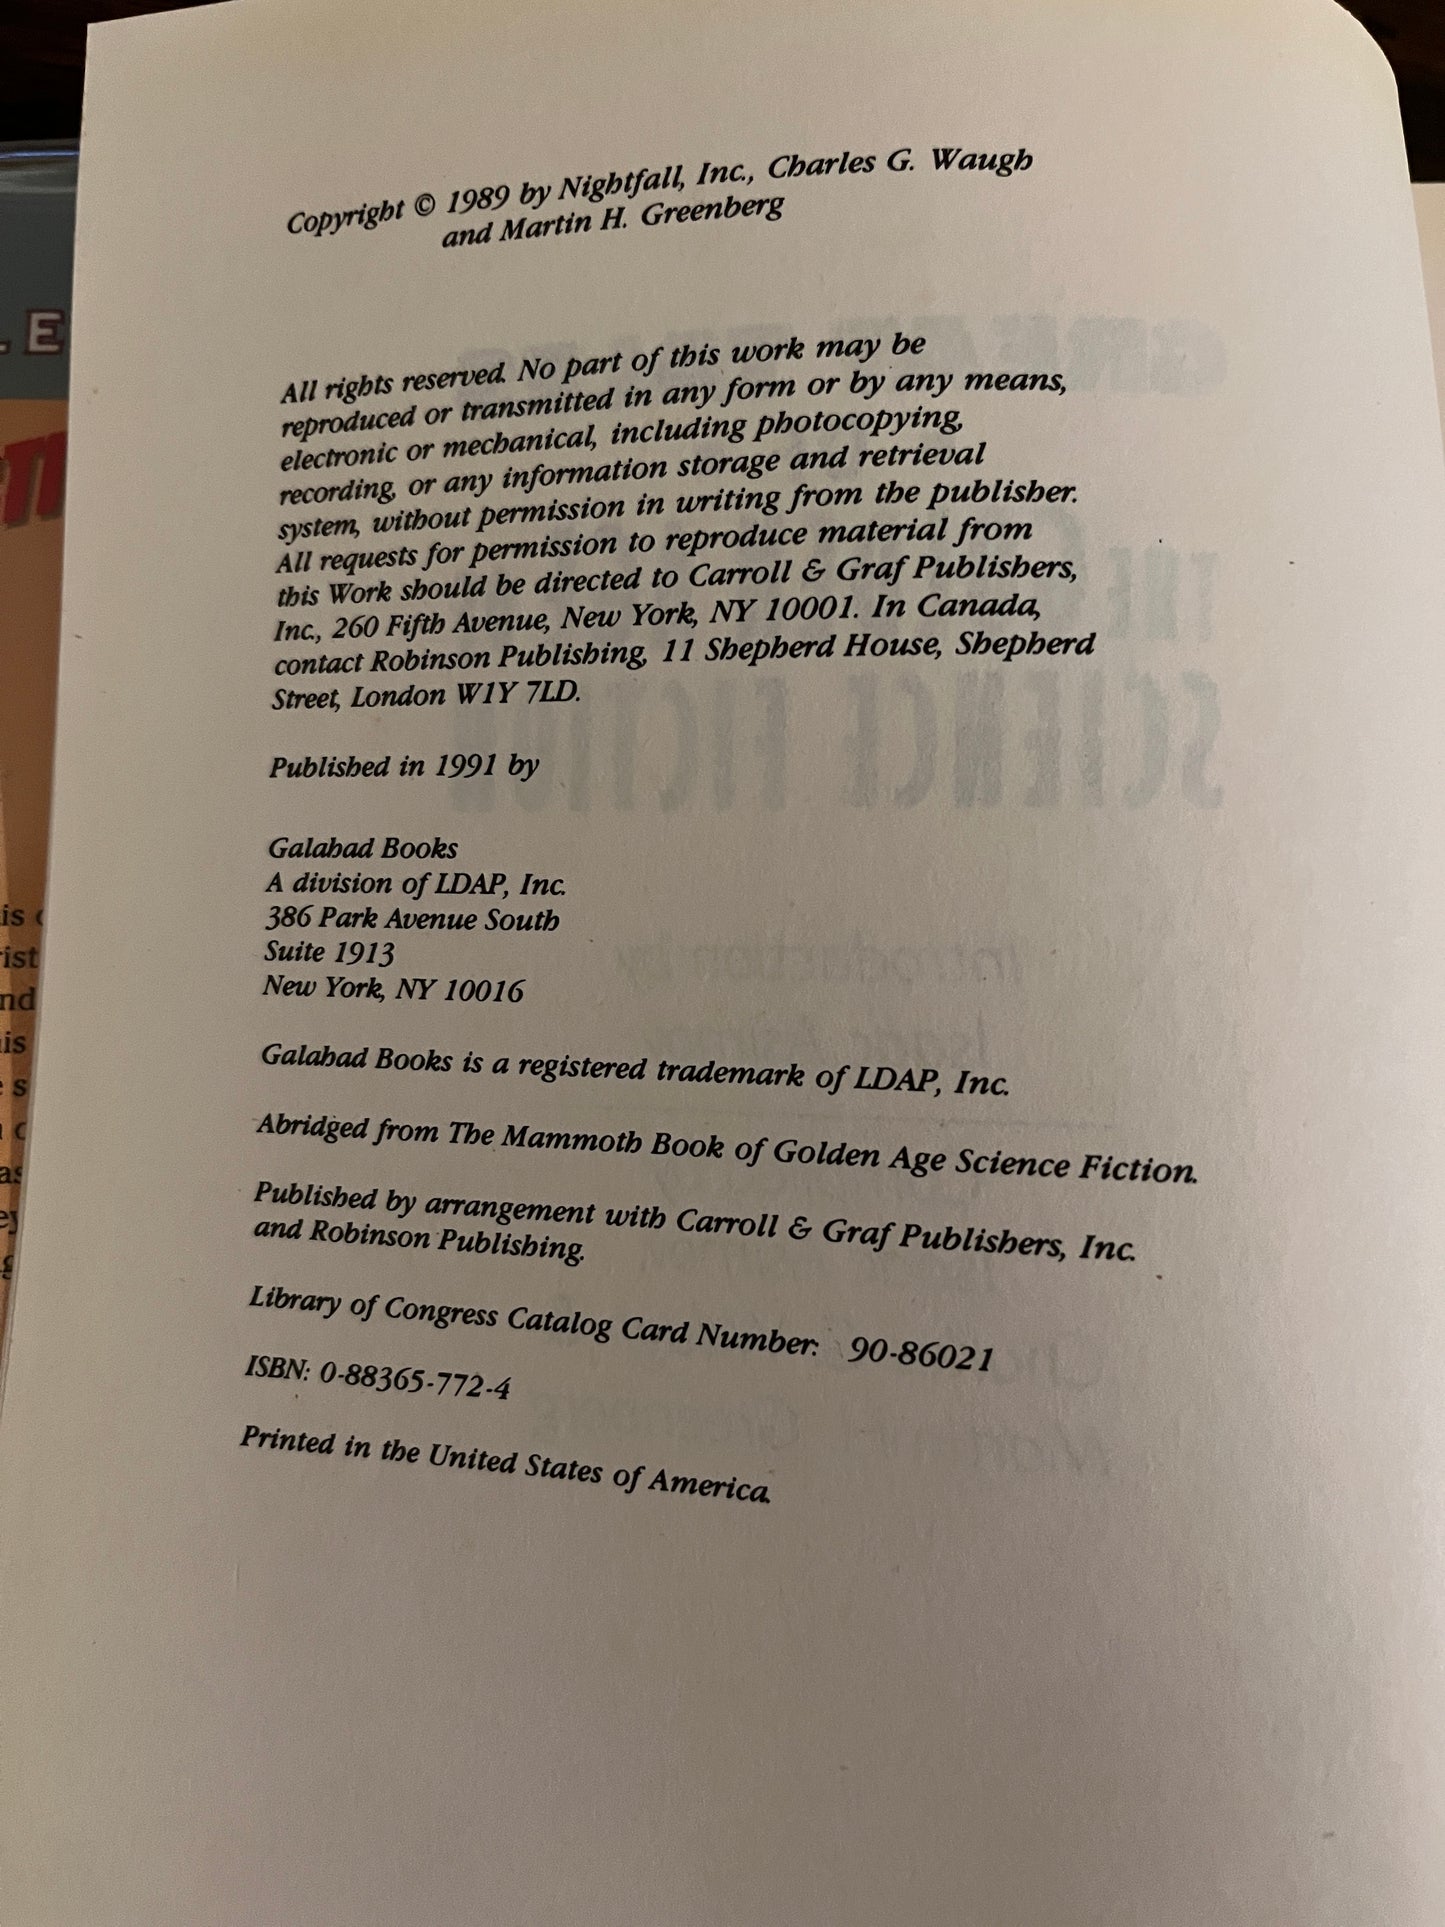 Copyright © 1989 by Nightfall, Inc., Charles G. Waugh
and Martin H. Greenberg
All rights reserved. No part of this work may be
reproduced or transmitted in any form or by any means,
electronic or mechanical, including photocopying,
recording, or any information storage and retrieval
system, without permission in writing from the publisher.
All requests for permission to reproduce material from
this Work should be directed to Carroll & Graf Publishers,
Inc., 260 Fifth Avenue, New York, NY 10001. In Canada,
contact Robinson Publishing, 11 Shepherd House, Shepherd
Street, London W1Y 7LD.
Published in 1991 by
Galahad Books
A division of LDAP, Inc.
386 Park Avenue South
Suite 1913
New York, NY 10016
Galahad Books is a registered trademark of LDAP, Inc.
Abridged from The Mammoth Book of Golden Age Science Fiction.
Published by arrangement with Carroll & Graf Publishers, Inc.
and Robinson Publishing.
Library of Congress Catalog Card Number: 90-86021
ISBN: 0-88365-772-4
Printed in the United States of America.